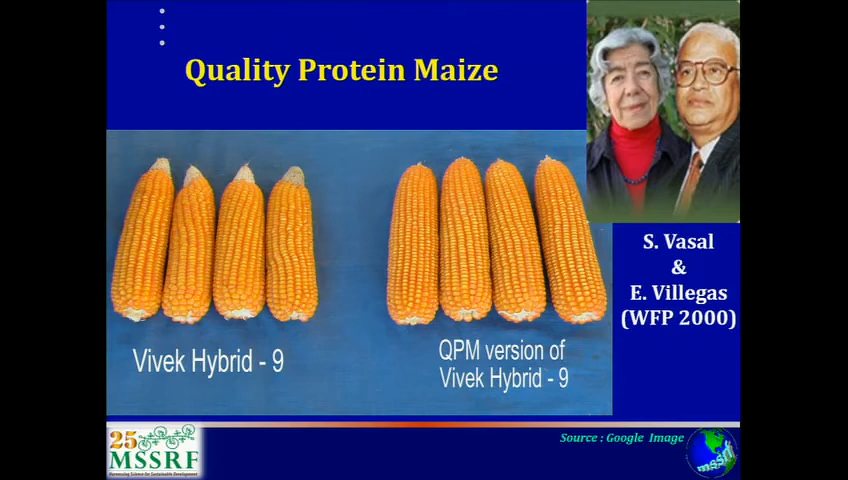 Quality Protein Maize
S. Vasal
&
E. Villegas
(WFP 2000)
Vivek Hybrid - 9
QPM version of
Vivek Hybrid - 9
25
MSSRF
Source : Google Image
mssrf